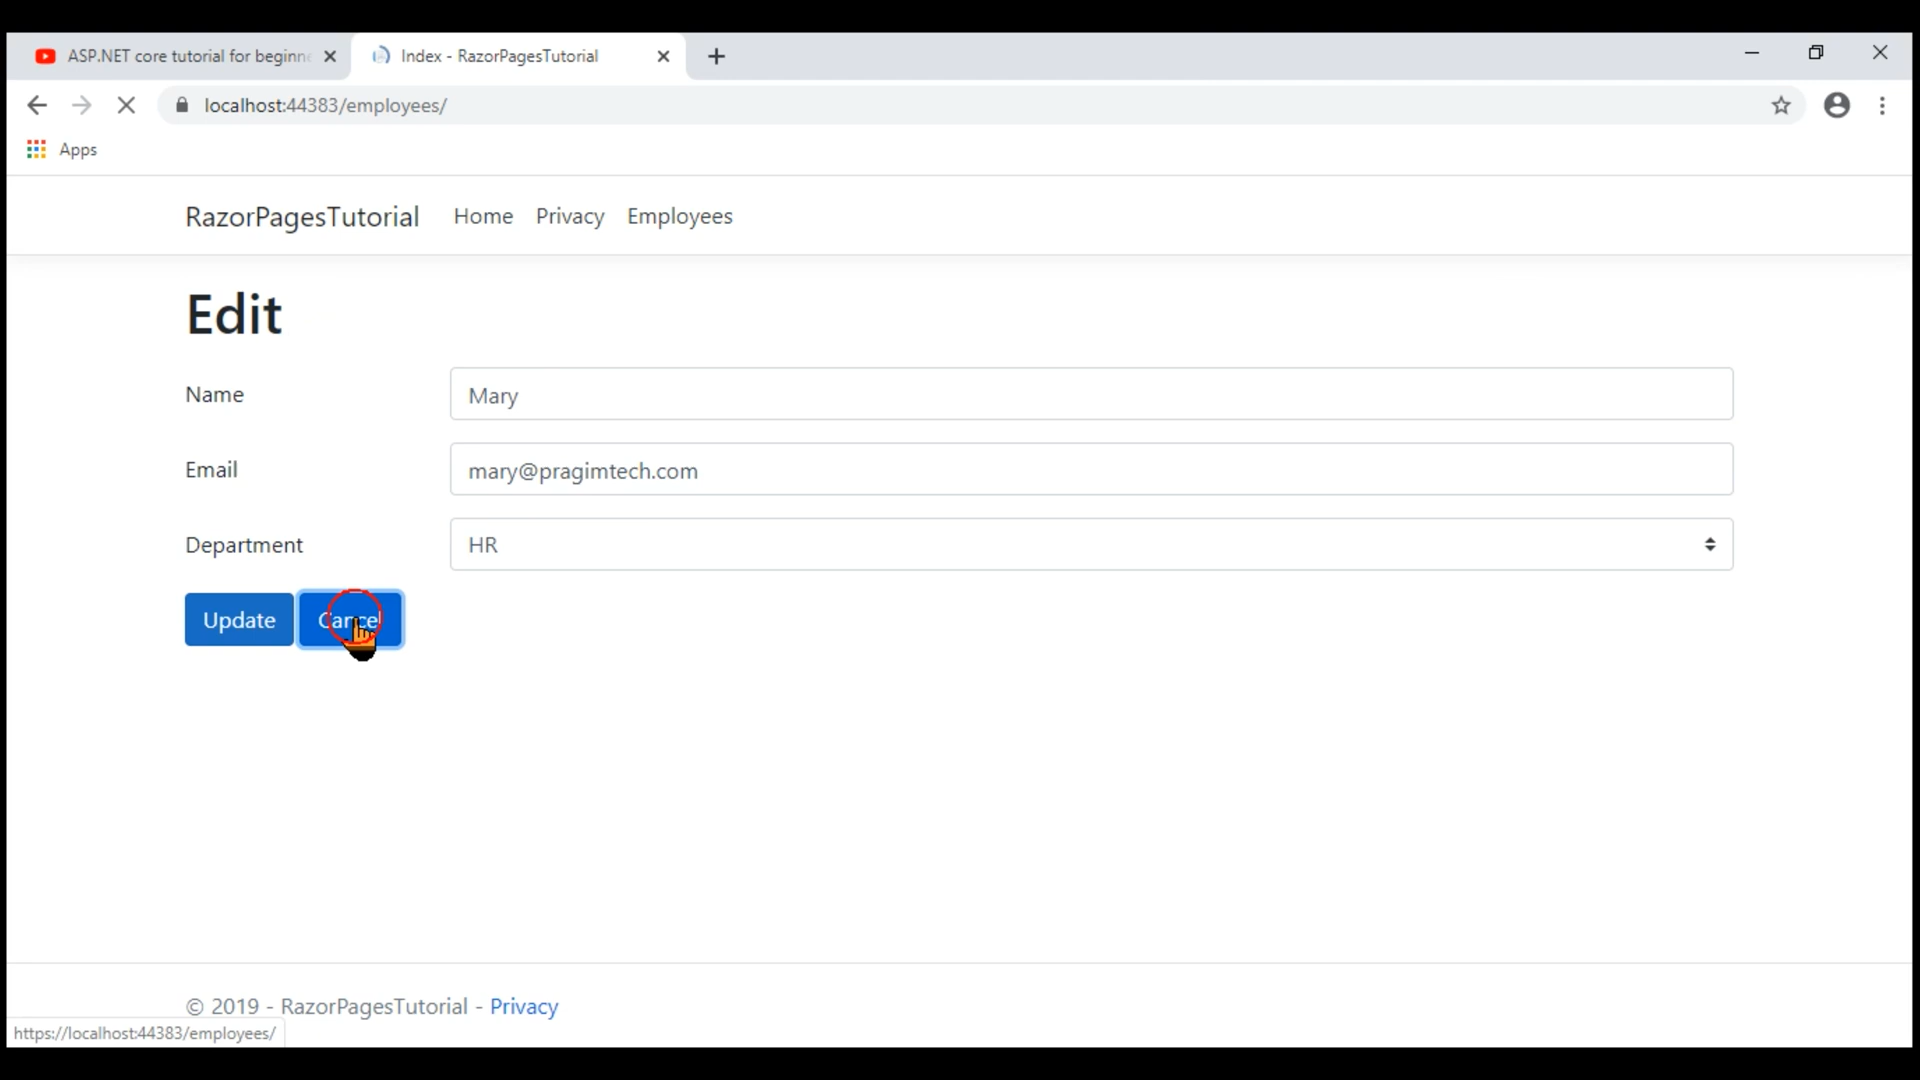 ASP.NET core tutorial for beginne
Index - RazorPagesTutorial
localhost:44383/employees/
Apps
RazorPagesTutorial Home Privacy Employees
Edit
Name Mary
Email mary@pragimtech.com
Department HR
Update Cancel
© 2019 - RazorPagesTutorial - Privacy
https://localhost:44383/employees/